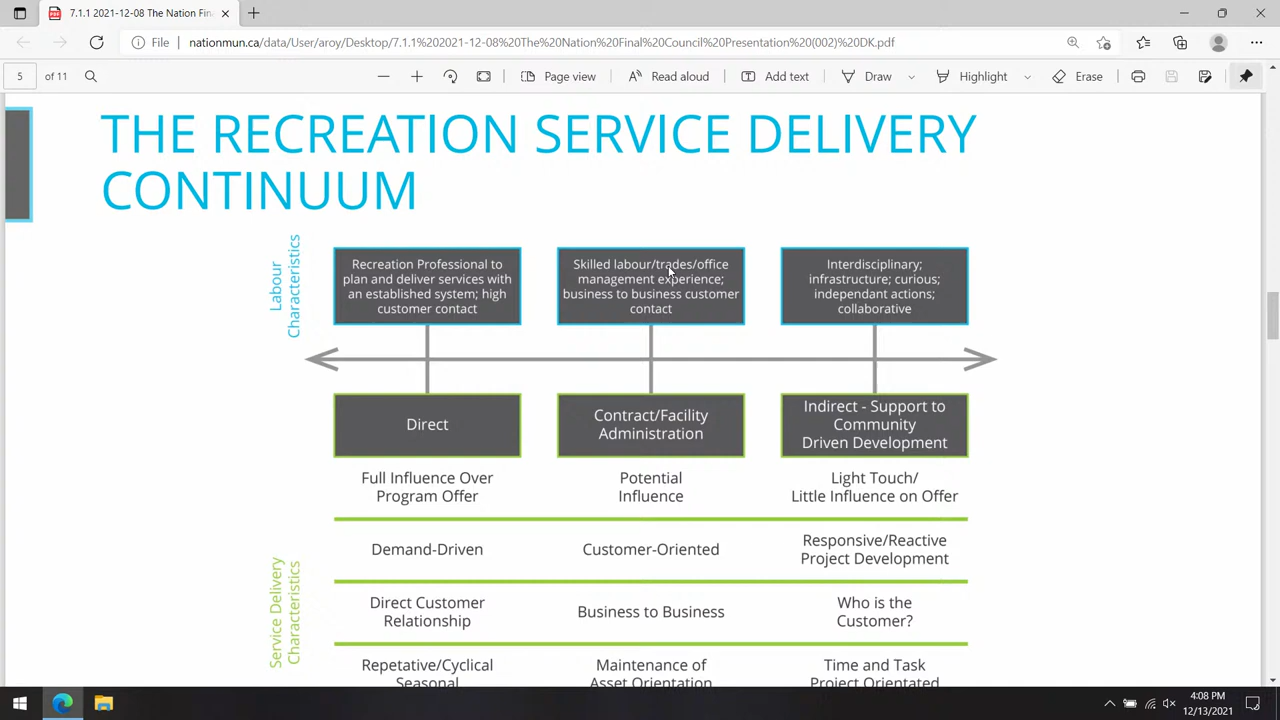 7.1.1 2021-12-08 The Nation Fin
File
nationmun.ca/data/User/aroy/Desktop/7.1.1%202021-12-08%20The%20Nation%20Final%20Council%20Presentation%20(002)%20DK.pdf
5 of 11
Page view
Read aloud
Add text
Draw
Highlight
Erase
THE RECREATION SERVICE DELIVERY
CONTINUUM
Labour
Characteristics
Recreation Professional to
plan and deliver services with
an established system; high
customer contact
Skilled labour/trades/office
management experience;
business to business customer
contact
Interdisciplinary;
infrastructure; curious;
independant actions;
collaborative
Direct
Contract/Facility
Administration
Indirect - Support to
Community
Driven Development
Service Delivery
Characteristics
Full Influence Over
Program Offer
Potential
Influence
Light Touch/
Little Influence on Offer
Demand-Driven
Customer-Oriented
Responsive/Reactive
Project Development
Direct Customer
Relationship
Business to Business
Who is the
Customer?
Repetative/Cyclical
Seasonal
Maintenance of
Asset Orientation
Time and Task
Project Orientated
4:08 PM
12/13/2021